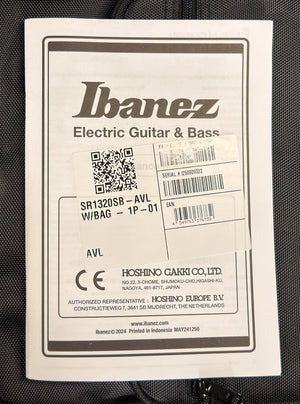 Ibanez
Electric Guitar & Bass
SR1320SB-AVL
W/BAG - 1P-01
AVL
EAN
CE
HOSHINO GAKKI CO., LTD.
NO.22, 3-CHOME, SHUMOKU-CHO, HIGASHI-KU,
NAGOYA, 461-8717, JAPAN
AUTHORIZED REPRESENTATIVE : HOSHINO EUROPE B.V.
CONSTRUCTIEWEG 7, 3641 SB MIJDRECHT, THE NETHERLANDS
www.ibanez.com
Ibanez©2024 Printed in Indonesia MAY241250